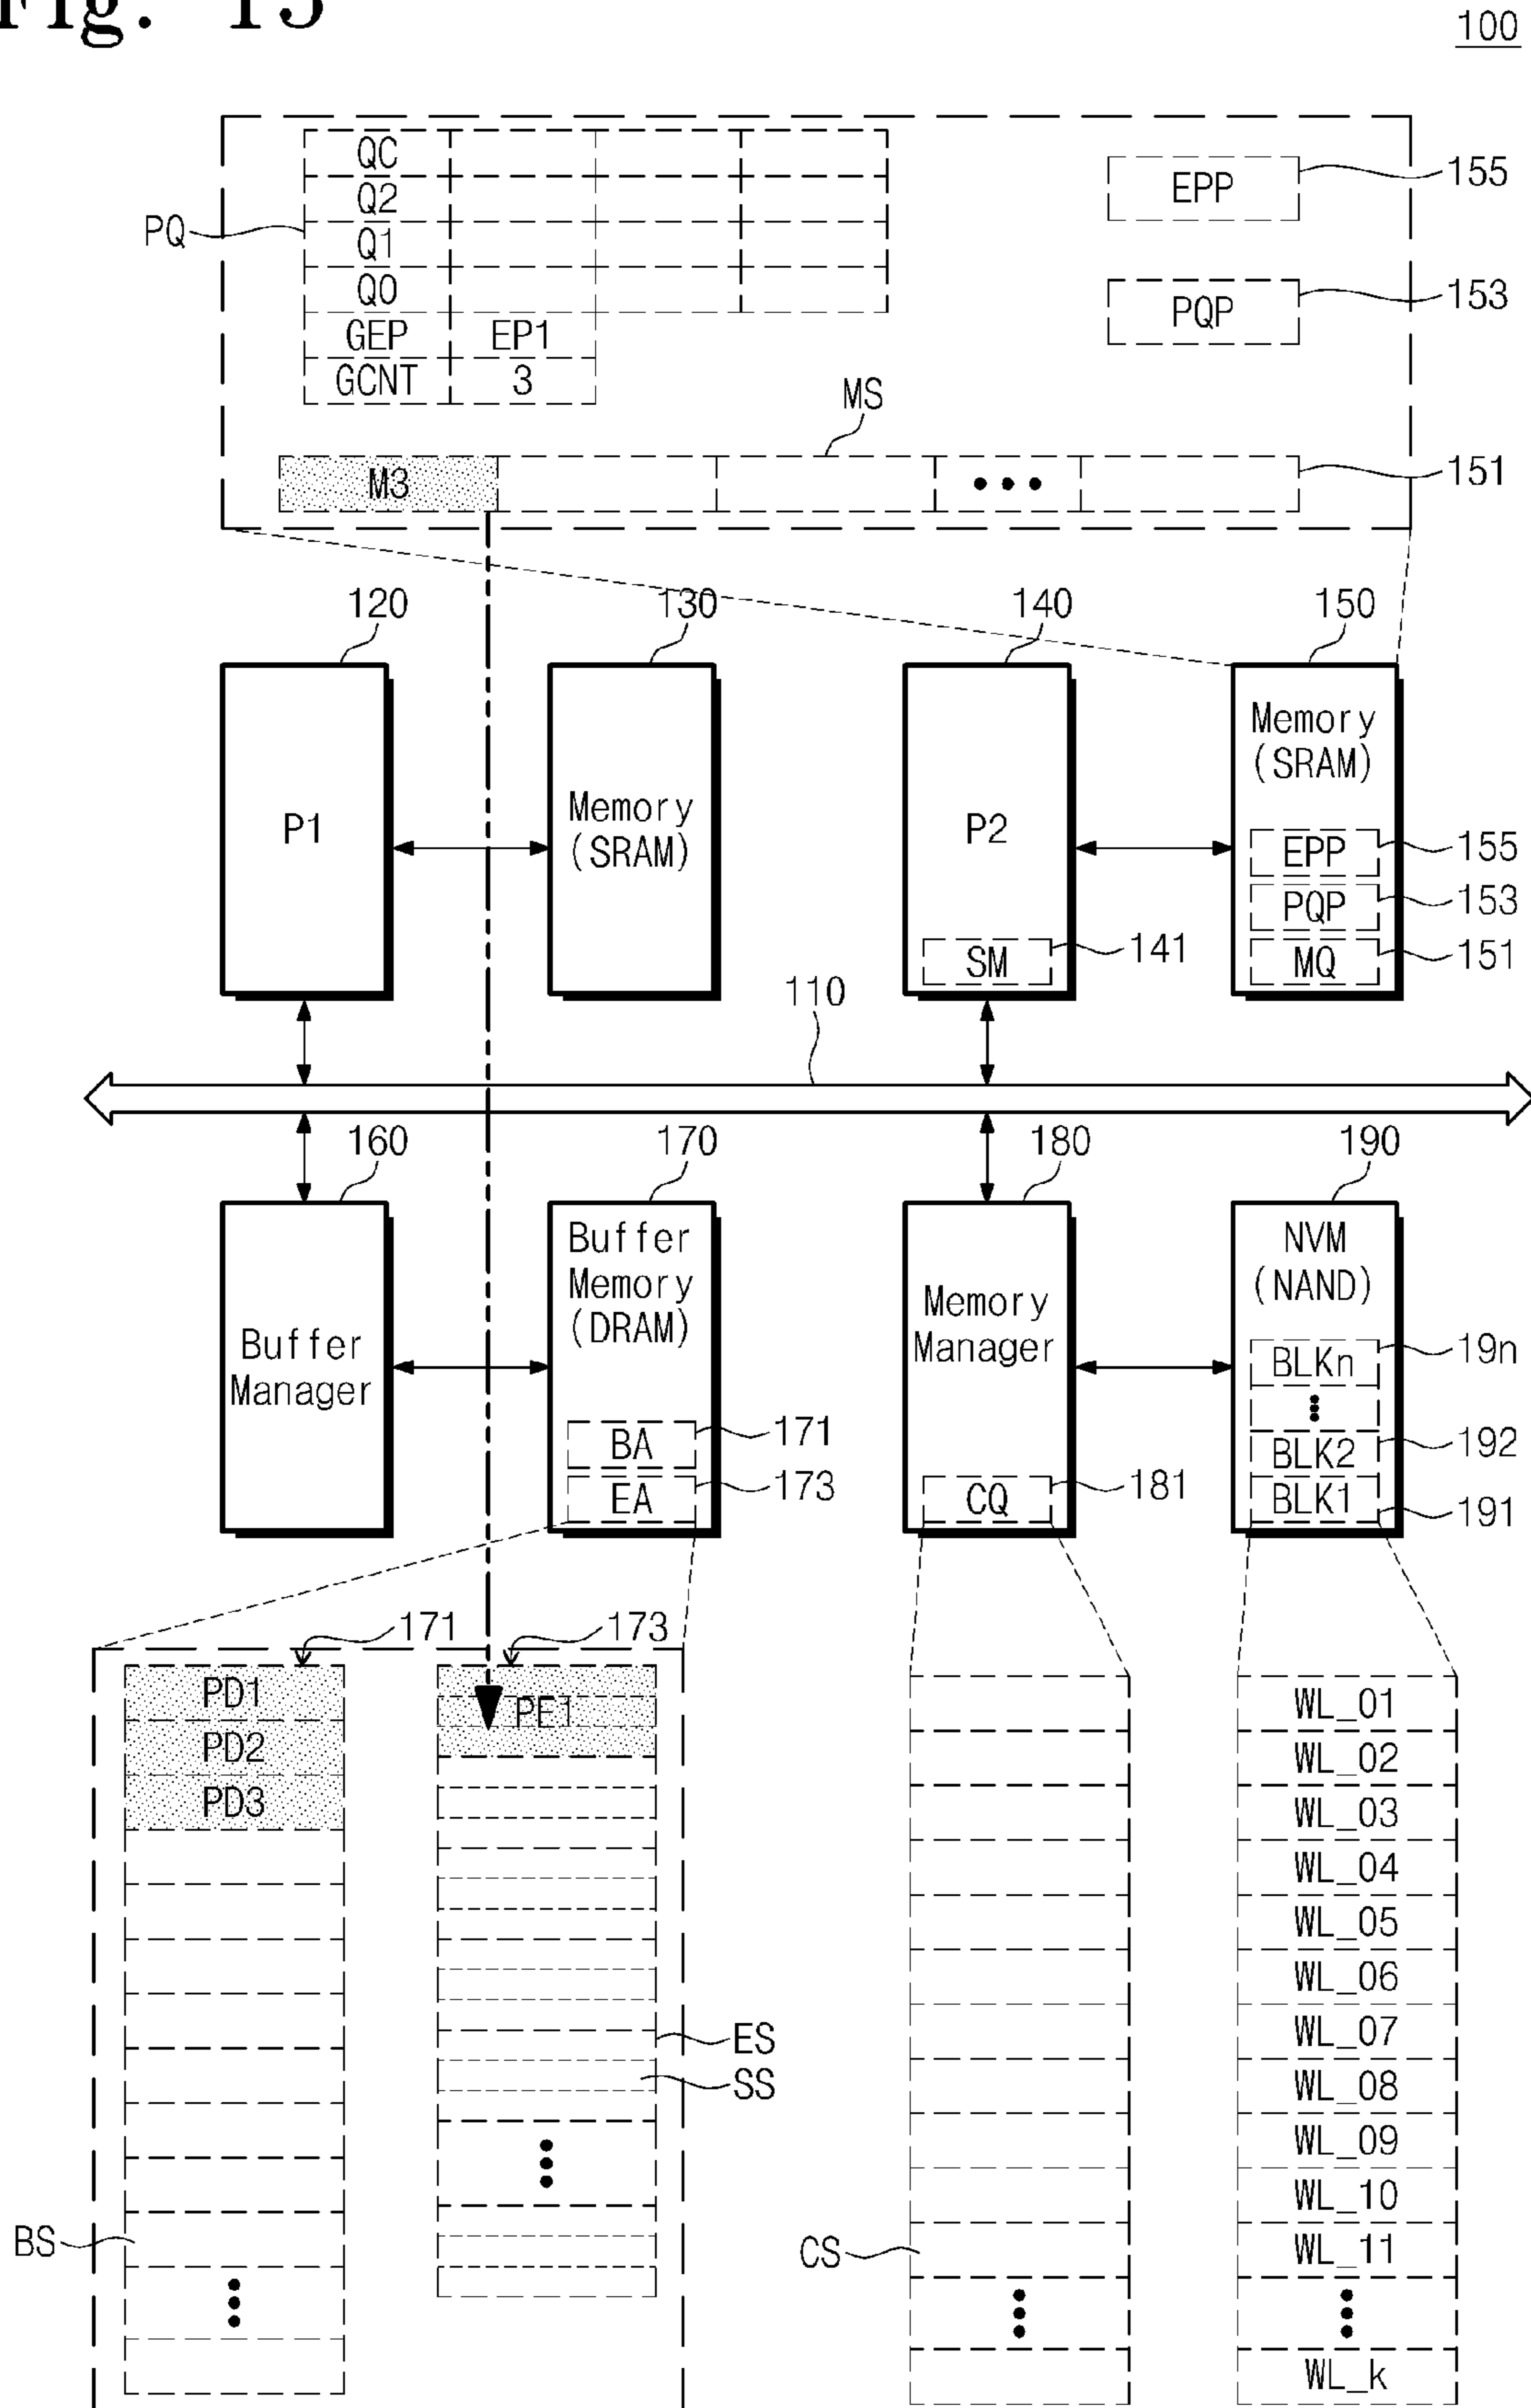 Fig. 15
100
QC
Q2
PQ
Q1
Q0
GEP EP1
GCNT 3
EPP 155
PQP 153
MS
M3 151
120 130 140 150
P1
Memory
(SRAM)
P2
SM 141
Memory
(SRAM)
EPP 155
PQP 153
MQ 151
110
160 170 180 190
Buffer
Manager
Buffer
Memory
(DRAM)
BA 171
EA 173
Memory
Manager
CQ 181
NVM
(NAND)
BLKn 19n
BLK2 192
BLK1 191
171 173
PD1
PD2
PD3
PE1
ES
SS
BS
CS
WL_01
WL_02
WL_03
WL_04
WL_05
WL_06
WL_07
WL_08
WL_09
WL_10
WL_11
WL_k